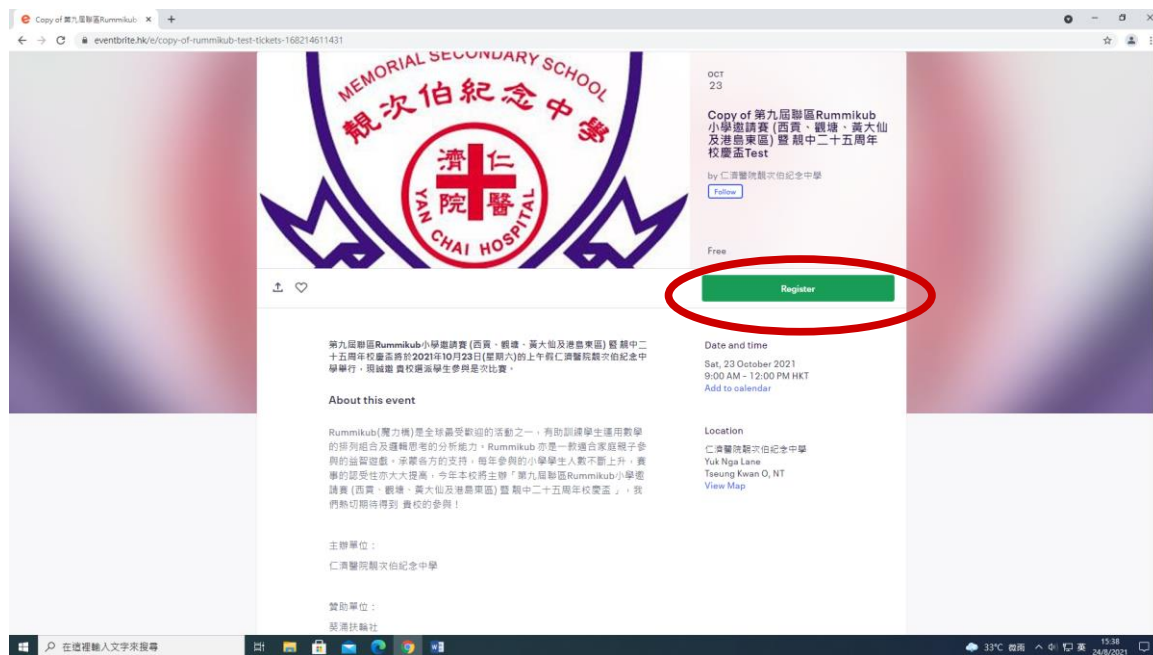 Copy of 第九屆聯區Rummikub
eventbrite.hk/e/copy-of-rummikub-test-tickets-168214611431
MEMORIAL SECONDARY SCHOOL
靚次伯紀念中學
濟仁
院醫
YAN CHAI HOSPITAL
OCT
23
Copy of 第九屆聯區Rummikub
小學邀請賽 (西貢、觀塘、黃大仙
及港島東區) 暨 靚中二十五周年
校慶盃Test
by 仁濟醫院靚次伯紀念中學
Follow
Free
Register
第九屆聯區Rummikub小學邀請賽 (西貢、觀塘、黃大仙及港島東區) 暨 靚中二
十五周年校慶盃將於2021年10月23日(星期六)的上午假仁濟醫院靚次伯紀念中
學舉行，現誠邀 貴校選派學生參與是次比賽。
About this event
Rummikub(魔力橋)是全球最受歡迎的活動之一，有助訓練學生運用數學
的排列組合及邏輯思考的分析能力。Rummikub 亦是一款適合家庭親子參
與的益智遊戲。承蒙各方的支持，每年參與的小學學生人數不斷上升，賽
事的認受性亦大大提高，今年本校將主辦「第九屆聯區Rummikub小學邀
請賽 (西貢、觀塘、黃大仙及港島東區) 暨 靚中二十五周年校慶盃 」，我
們熱切期待得到 貴校的參與！
主辦單位：
仁濟醫院靚次伯紀念中學
贊助單位：
葵涌扶輪社
Date and time
Sat, 23 October 2021
9:00 AM – 12:00 PM HKT
Add to calendar
Location
仁濟醫院靚次伯紀念中學
Yuk Nga Lane
Tseung Kwan O, NT
View Map
在這裡輸入文字來搜尋
33°C 微雨
英
15:38
24/8/2021